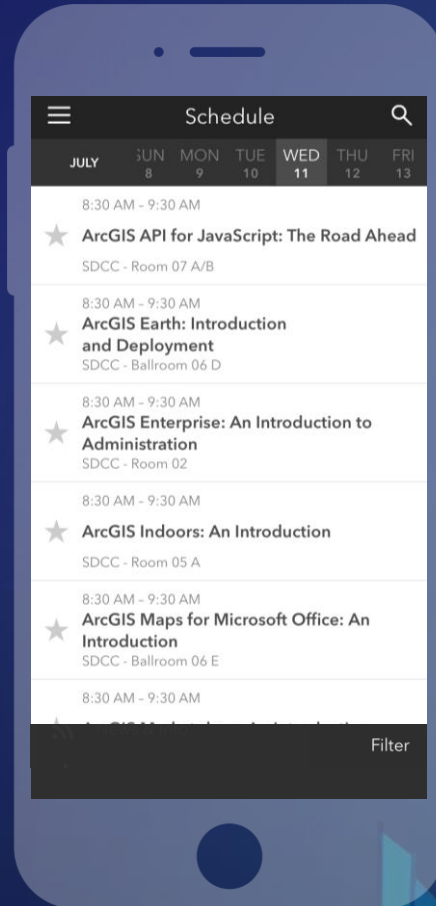 Schedule
JULY
SUN MON TUE WED THU FRI
8 9 10 11 12 13
8:30 AM – 9:30 AM
ArcGIS API for JavaScript: The Road Ahead
SDCC - Room 07 A/B
8:30 AM – 9:30 AM
ArcGIS Earth: Introduction
and Deployment
SDCC - Ballroom 06 D
8:30 AM – 9:30 AM
ArcGIS Enterprise: An Introduction to
Administration
SDCC - Room 02
8:30 AM – 9:30 AM
ArcGIS Indoors: An Introduction
SDCC - Room 05 A
8:30 AM – 9:30 AM
ArcGIS Maps for Microsoft Office: An
Introduction
SDCC - Ballroom 06 E
8:30 AM – 9:30 AM
Filter